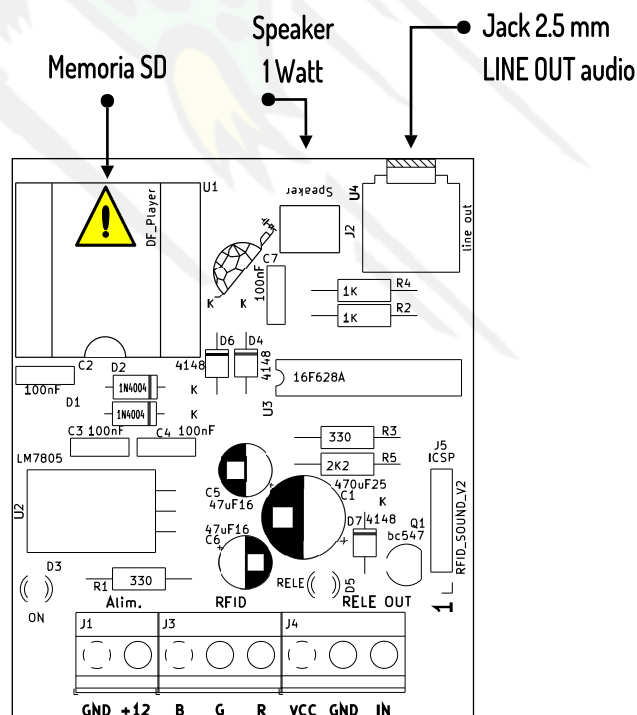 Speaker
1 Watt
Jack 2.5 mm
LINE OUT audio
Memoria SD
U1
DF_Player
Speaker
J2
U4
line out
C7
100nF
K
K
1K
R4
1K
R2
C2
100nF
D2
1N4004
K
D1
1N4004
K
4148
D6
D4
4148
16F628A
U3
C3
100nF
C4
100nF
330
R3
2K2
R5
J5
ICSP
RFID_SOUND_V2
1
LM7805
U2
C5
47uF16
470uF25
C1
K
47uF16
C6
D7
4148
Q1
bc547
D3
ON
R1
330
RELE
D5
Alim.
RFID
RELE OUT
J1
J3
J4
GND
+12
B
G
R
VCC
GND
IN